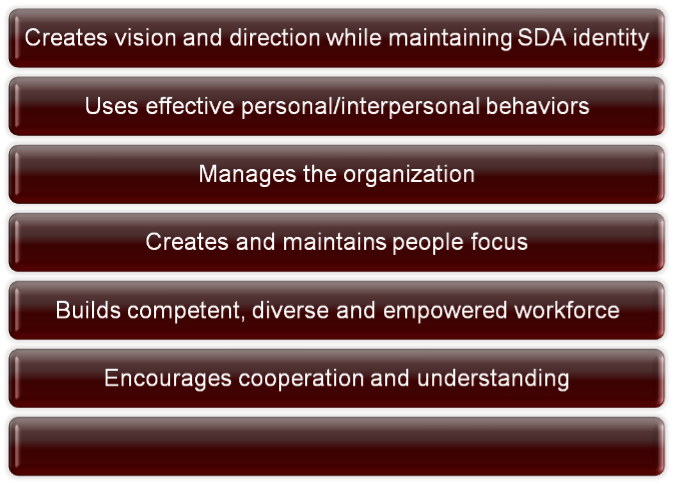 Creates vision and direction while maintaining SDA identity
Uses effective personal/interpersonal behaviors
Manages the organization
Creates and maintains people focus
Builds competent, diverse and empowered workforce
Encourages cooperation and understanding